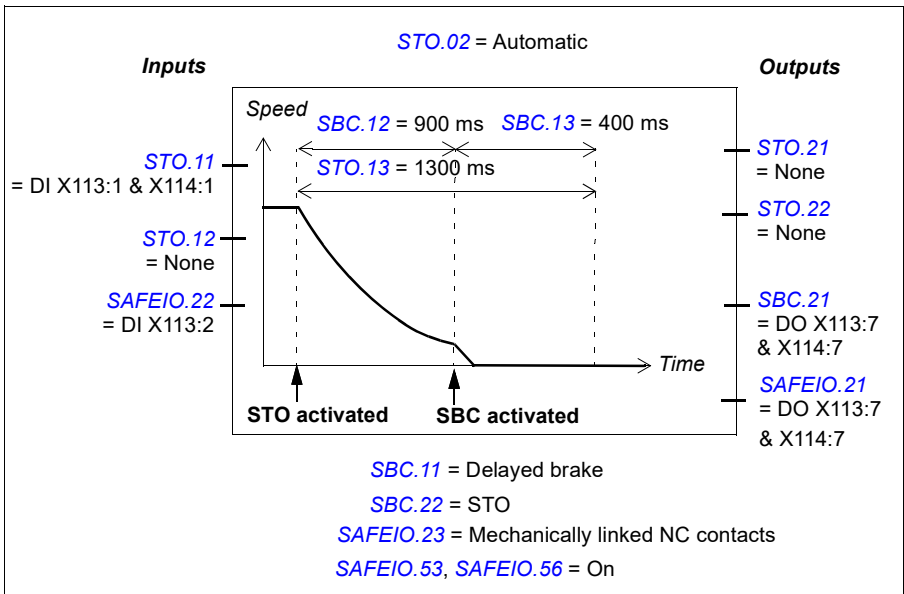 STO.02 = Automatic
Inputs
Outputs
Speed
SBC.12 = 900 ms
SBC.13 = 400 ms
STO.13 = 1300 ms
STO.11
= DI X113:1 & X114:1
STO.12
= None
SAFEIO.22
= DI X113:2
STO.21
= None
STO.22
= None
SBC.21
= DO X113:7
& X114:7
SAFEIO.21
= DO X113:7
& X114:7
Time
STO activated
SBC activated
SBC.11 = Delayed brake
SBC.22 = STO
SAFEIO.23 = Mechanically linked NC contacts
SAFEIO.53, SAFEIO.56 = On